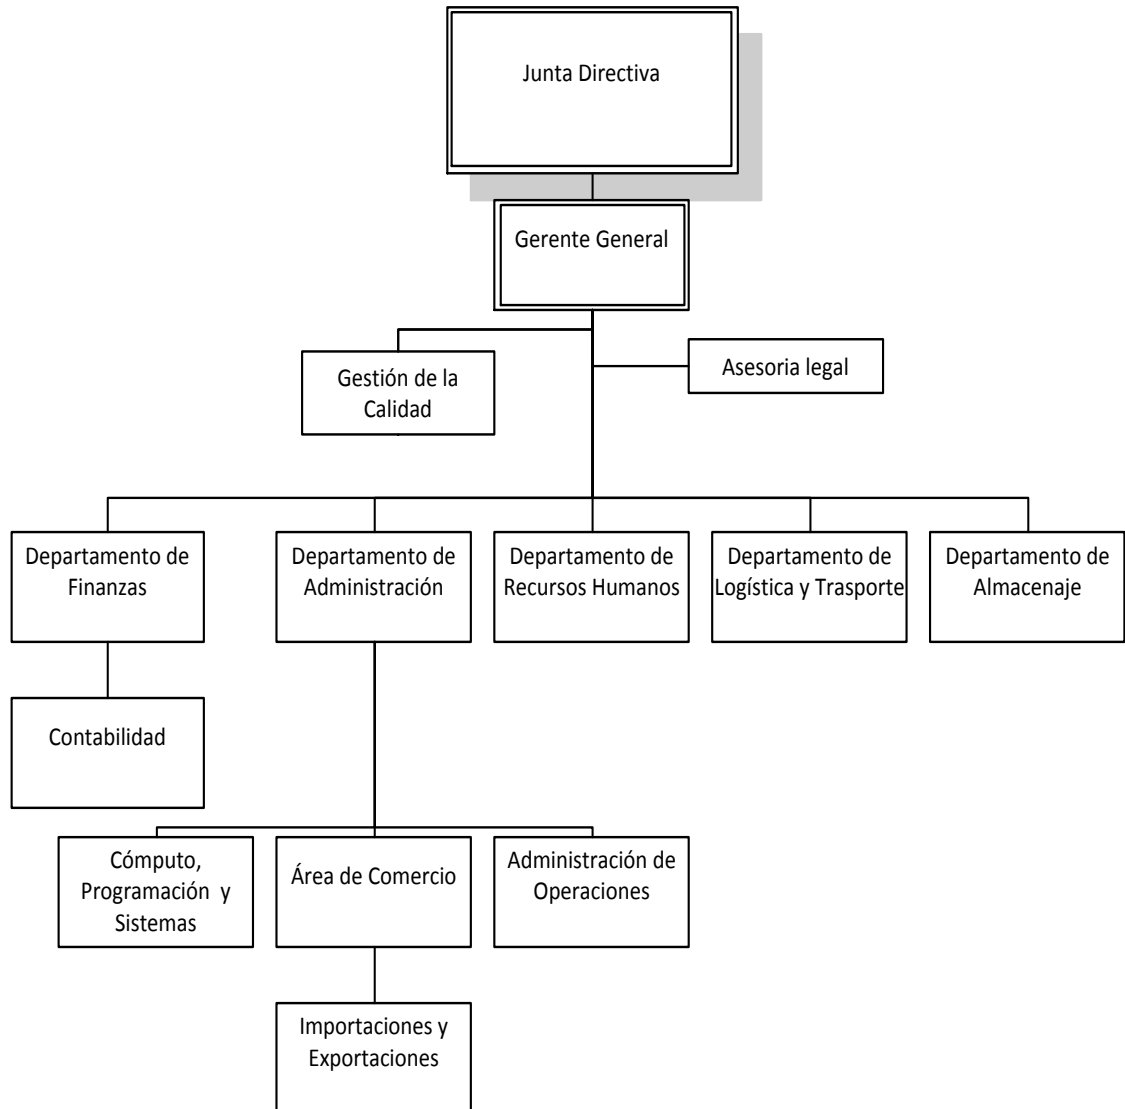 Junta Directiva
Gerente General
Gestión de la
Calidad
Asesoria legal
Departamento de
Finanzas
Departamento de
Administración
Departamento de
Recursos Humanos
Departamento de
Logística y Trasporte
Departamento de
Almacenaje
Contabilidad
Cómputo,
Programación y
Sistemas
Área de Comercio
Administración de
Operaciones
Importaciones y
Exportaciones